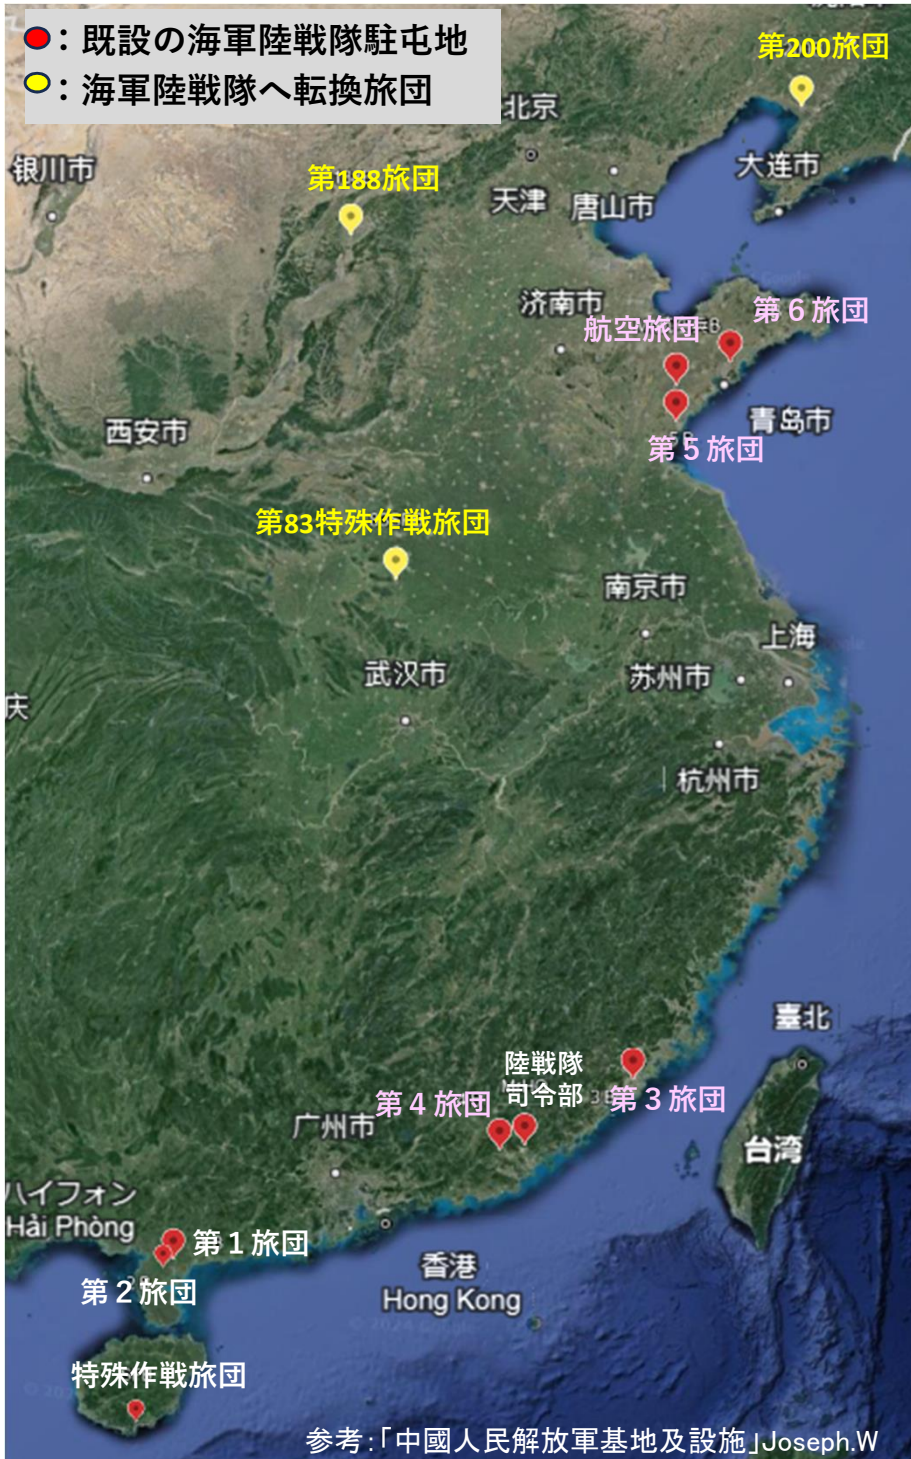 ：既設の海軍陸戦隊駐屯地
：海軍陸戦隊へ転換旅団
第200旅団
北京
银川市
大连市
第188旅団
天津
唐山市
济南市
第６旅団
航空旅団
青岛市
西安市
第５旅団
第83特殊作戦旅団
南京市
上海
武汉市
苏州市
庆
杭州市
臺北
陸戦隊
司令部
第４旅団
第３旅団
广州市
台湾
ハイフォン
Hải Phòng
第１旅団
香港
Hong Kong
第２旅団
特殊作戦旅団
参考：「中國人民解放軍基地及設施」Joseph.W